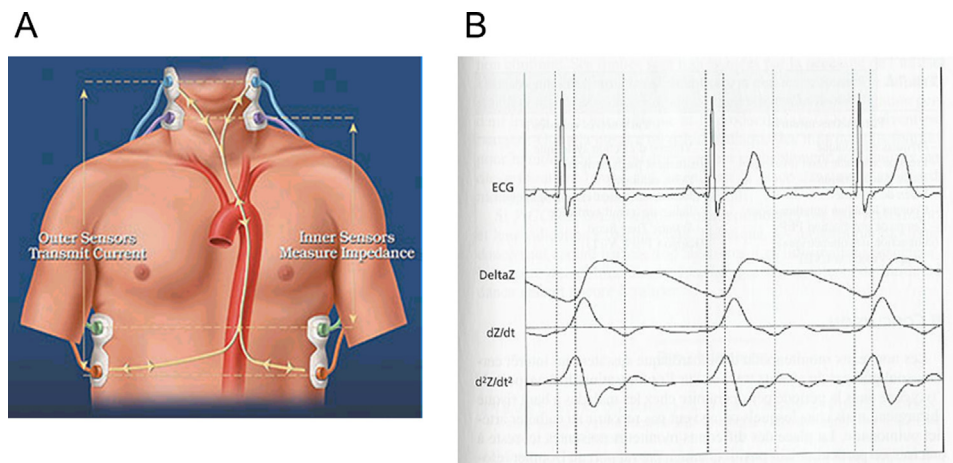 A
B
Outer Sensors
Transmit Current
Inner Sensors
Measure Impedance
ECG
DeltaZ
dZ/dt
d²Z/dt²